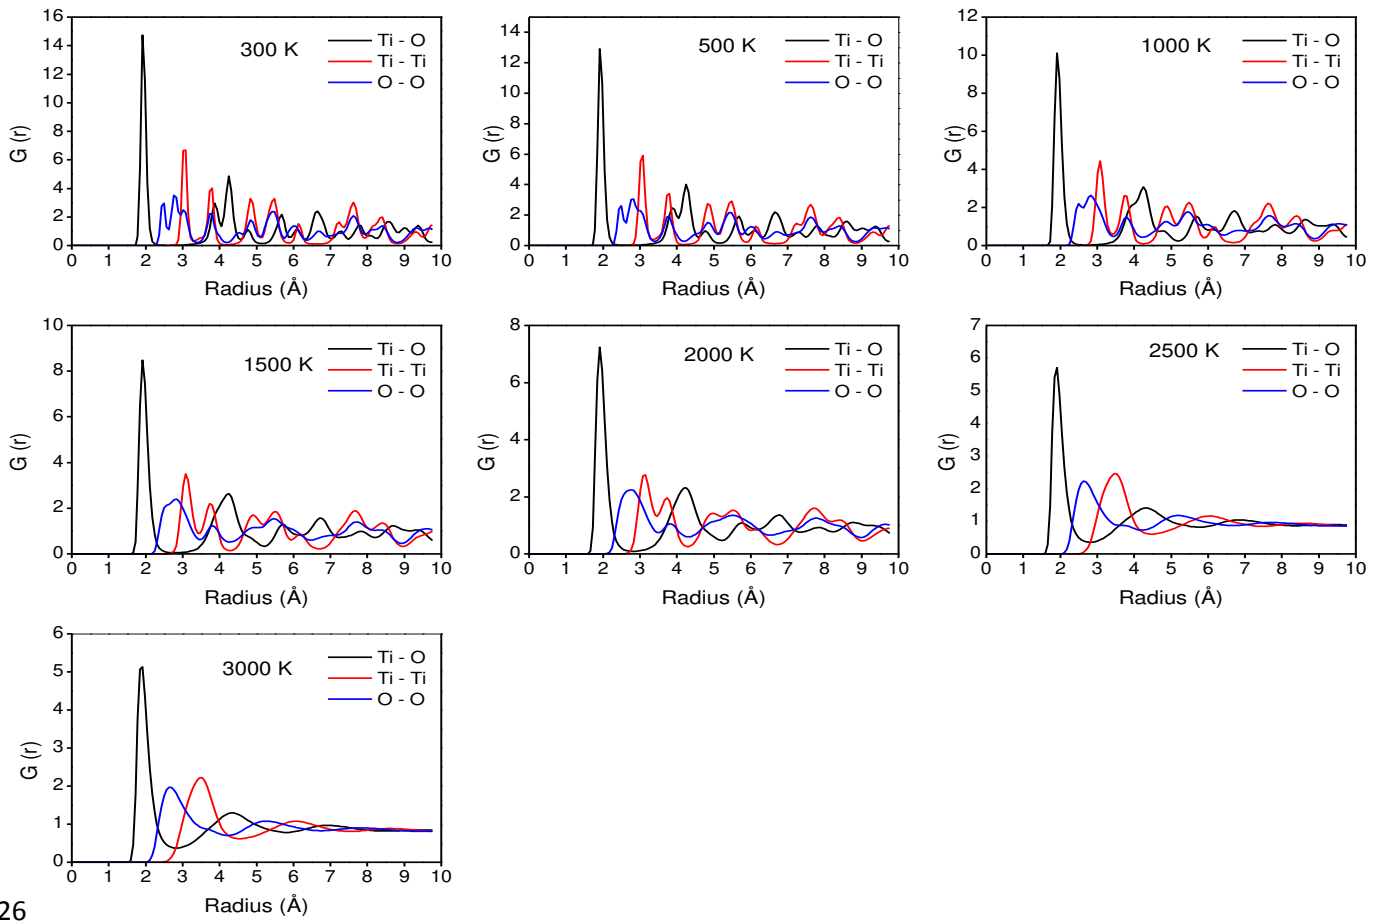 16
14
12
10
8
6
4
2
0
G (r)
300 K
Ti - O
Ti - Ti
O - O
0 1 2 3 4 5 6 7 8 9 10
Radius (Å)
14
12
10
8
6
4
2
0
G (r)
500 K
Ti - O
Ti - Ti
O - O
0 1 2 3 4 5 6 7 8 9 10
Radius (Å)
12
10
8
6
4
2
0
G (r)
1000 K
Ti - O
Ti - Ti
O - O
0 1 2 3 4 5 6 7 8 9 10
Radius (Å)
10
8
6
4
2
0
G (r)
1500 K
Ti - O
Ti - Ti
O - O
0 1 2 3 4 5 6 7 8 9 10
Radius (Å)
8
6
4
2
0
G (r)
2000 K
Ti - O
Ti - Ti
O - O
0 1 2 3 4 5 6 7 8 9 10
Radius (Å)
7
6
5
4
3
2
1
0
G (r)
2500 K
Ti - O
Ti - Ti
O - O
0 1 2 3 4 5 6 7 8 9 10
Radius (Å)
6
5
4
3
2
1
0
G (r)
3000 K
Ti - O
Ti - Ti
O - O
0 1 2 3 4 5 6 7 8 9 10
Radius (Å)
26